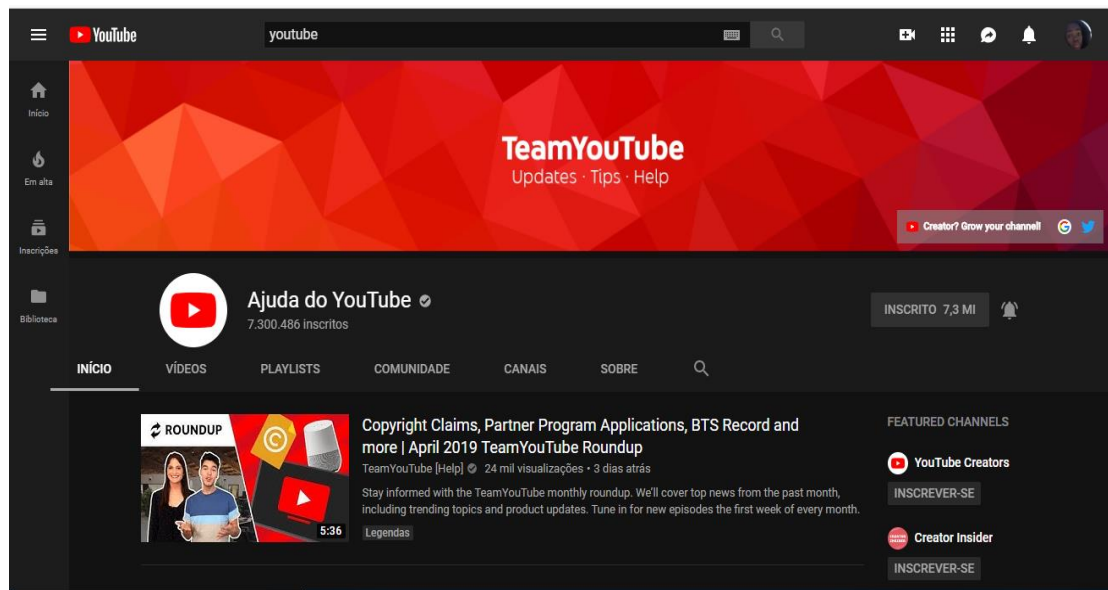 YouTube
youtube
Início
Em alta
Inscrições
Biblioteca
TeamYouTube
Updates · Tips · Help
Creator? Grow your channel!
Ajuda do YouTube
7.300.486 inscritos
INSCRITO 7,3 MI
INÍCIO
VÍDEOS
PLAYLISTS
COMUNIDADE
CANAIS
SOBRE
ROUNDUP
5:36
Copyright Claims, Partner Program Applications, BTS Record and
more | April 2019 TeamYouTube Roundup
TeamYouTube [Help] 24 mil visualizações • 3 dias atrás
Stay informed with the TeamYouTube monthly roundup. We'll cover top news from the past month,
including trending topics and product updates. Tune in for new episodes the first week of every month.
Legendas
FEATURED CHANNELS
YouTube Creators
INSCREVER-SE
Creator Insider
INSCREVER-SE